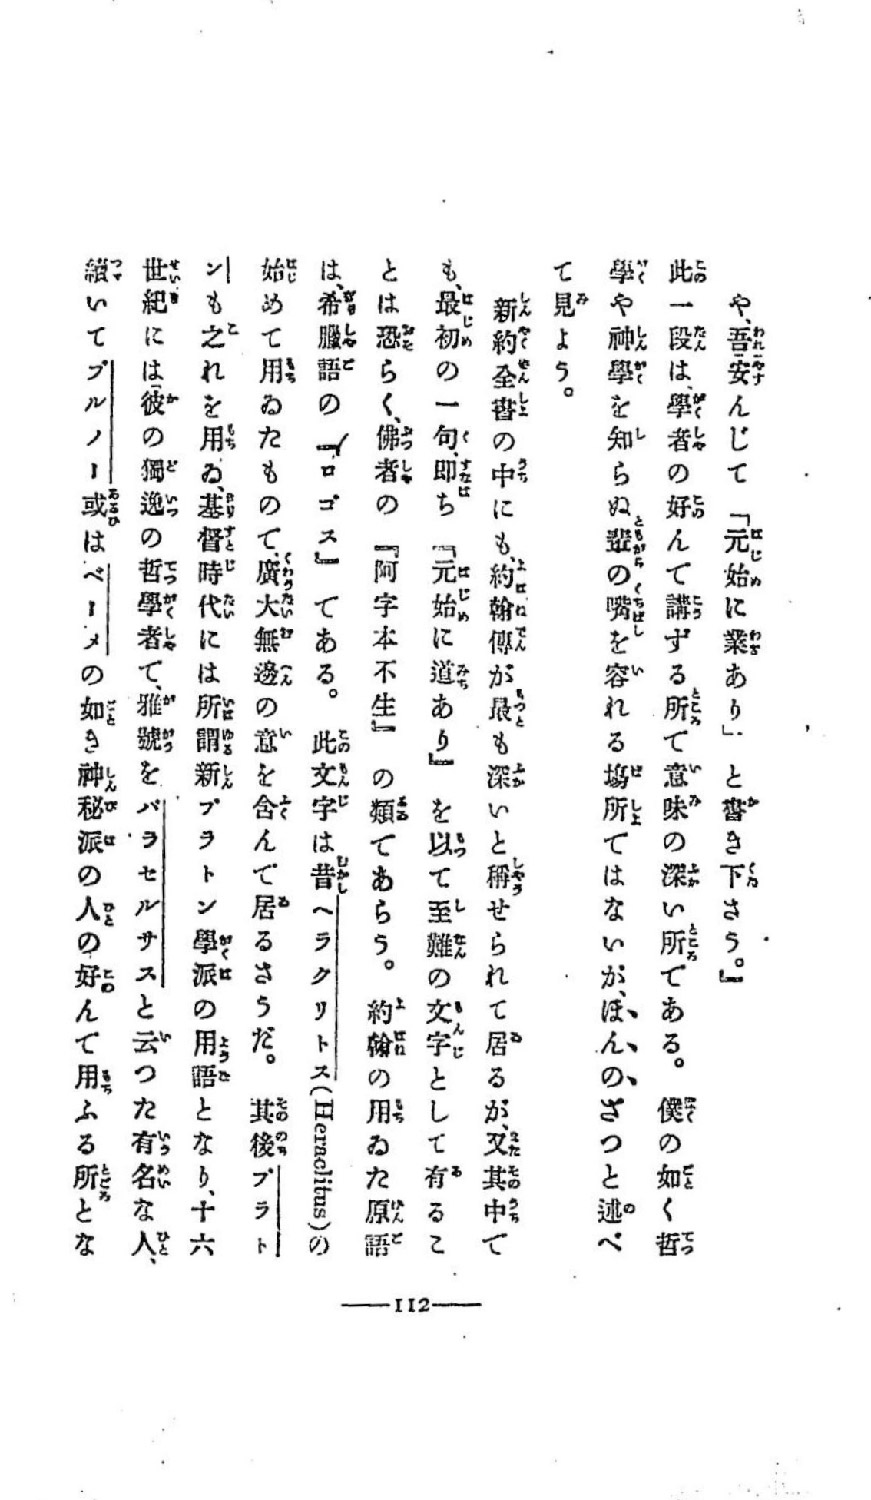 や、吾安んじて「元始に業あり」と書き下さう。』
此一段は、學者の好んで講ずる所で意味の深い所である。僕の如く哲
學や神學を知らぬ輩の嘴を容れる塲所ではないが、ほんのざつと述べ
て見よう。
新約全書の中にも、約翰傳が最も深いと稱せられて居るが、又其中で
も、最初の一句、即ち『元始に道あり』を以て至難の文字として有るこ
とは恐らく、佛者の『阿字本不生』の類であらう。約翰の用ゐた原語
は、希臘語の『ロゴス』である。此文字は昔ヘラクリトス(Heraclitus)の
始めて用ゐたもので、廣大無邊の意を含んで居るさうだ。其後プラト
ンも之れを用ゐ、基督時代には所謂新プラトン學派の用語となり、十六
世紀には、彼の獨逸の哲學者で、雅號をパラセルサスと云つた有名な人、
續いてブルノー或はベーメの如き神秘派の人の好んで用ふる所とな
112